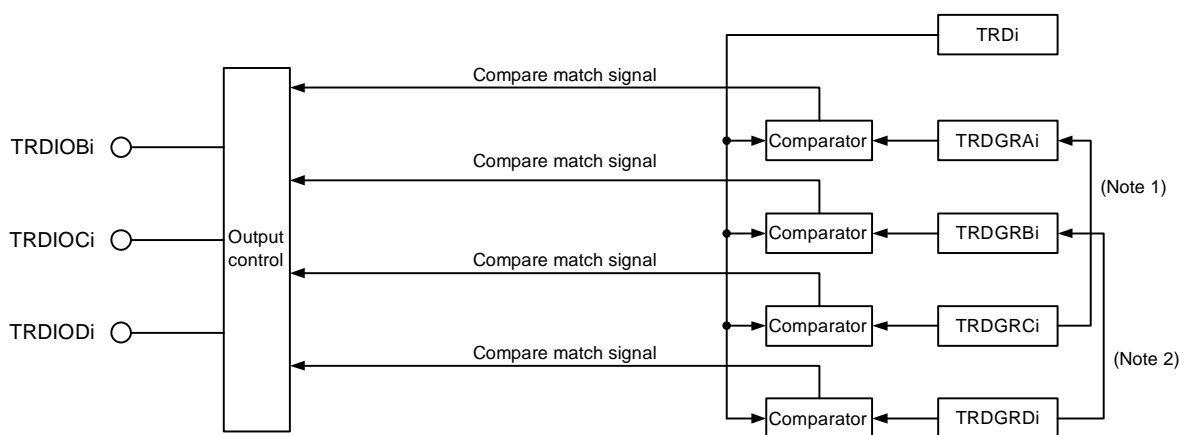 TRDi
Compare match signal
TRDIOBi
Comparator
TRDGRAi
Compare match signal
(Note 1)
TRDIOCi
Output
control
Comparator
TRDGRBi
Compare match signal
TRDIODi
Comparator
TRDGRCi
Compare match signal
(Note 2)
Comparator
TRDGRDi